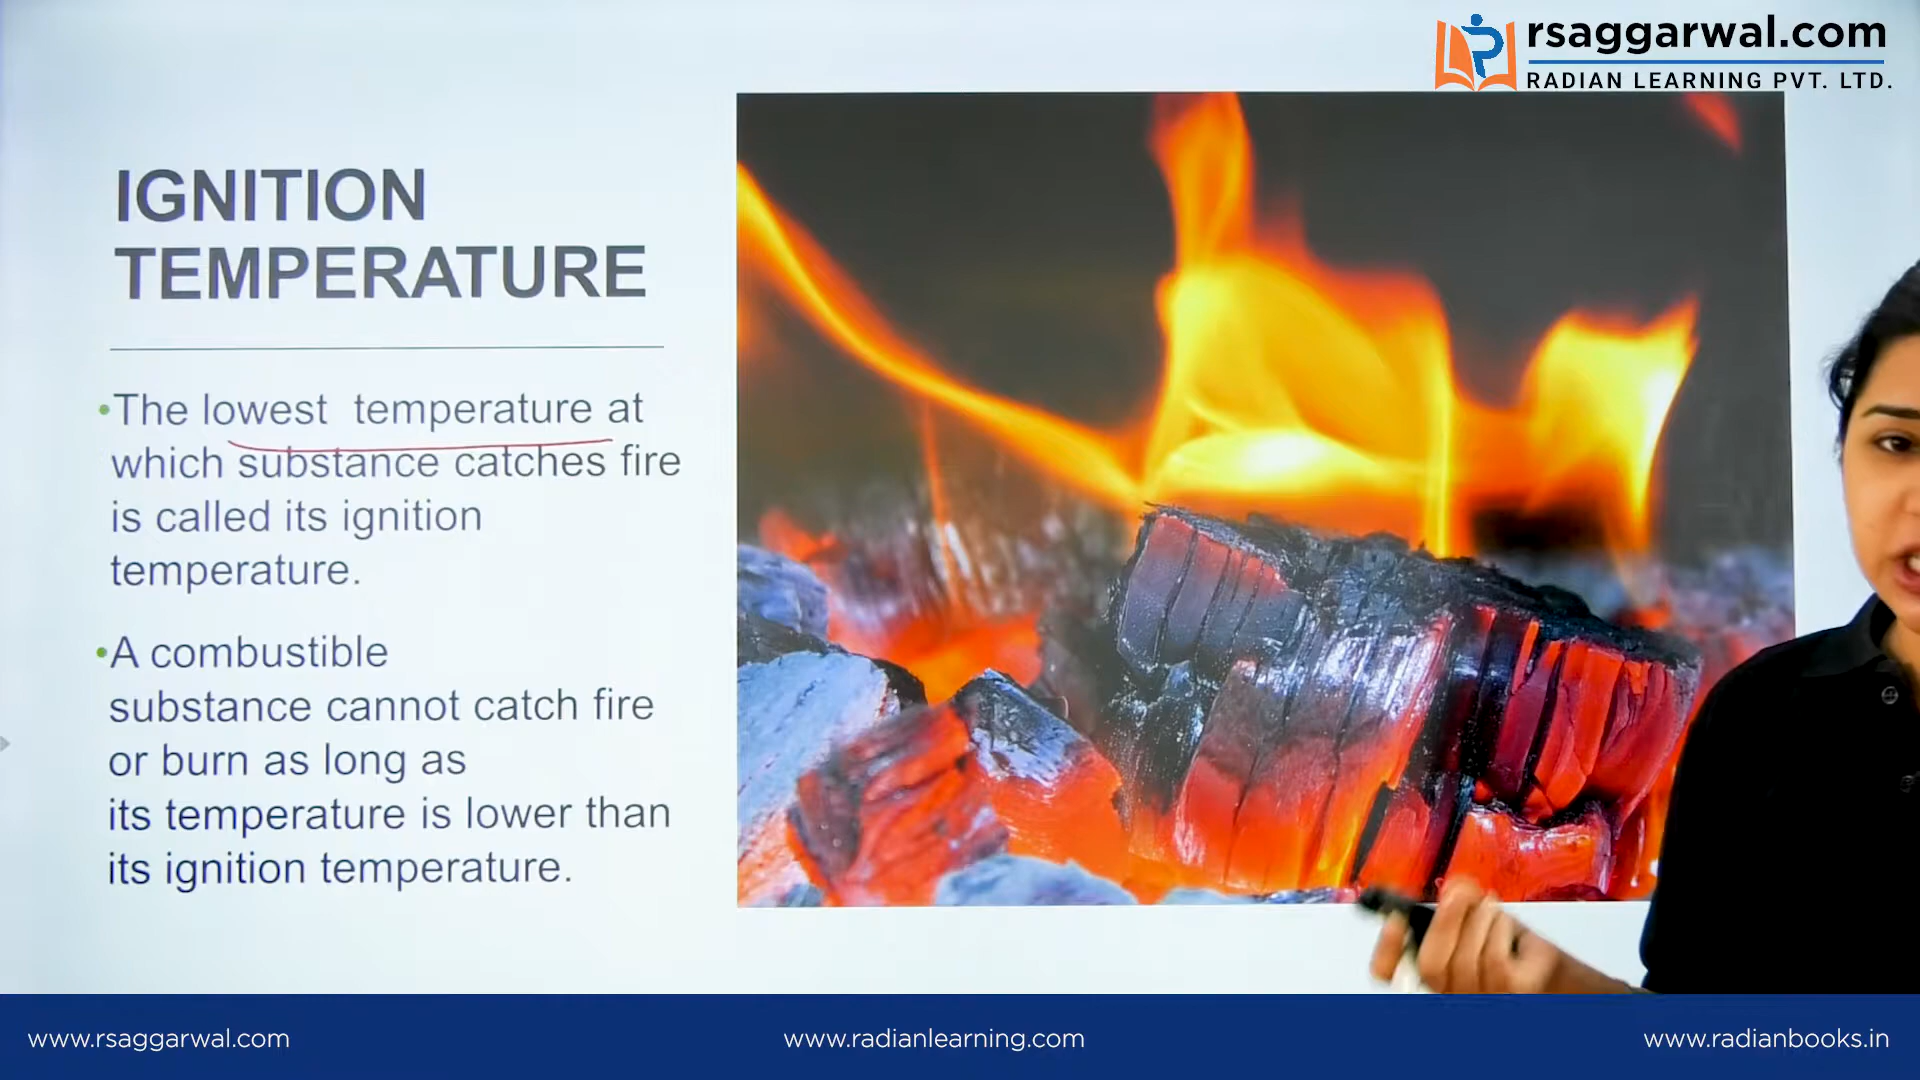 rsaggarwal.com
RADIAN LEARNING PVT. LTD.
IGNITION
TEMPERATURE
•The lowest temperature at
which substance catches fire
is called its ignition
temperature.
•A combustible
substance cannot catch fire
or burn as long as
its temperature is lower than
its ignition temperature.
www.rsaggarwal.com
www.radianlearning.com
www.radianbooks.in